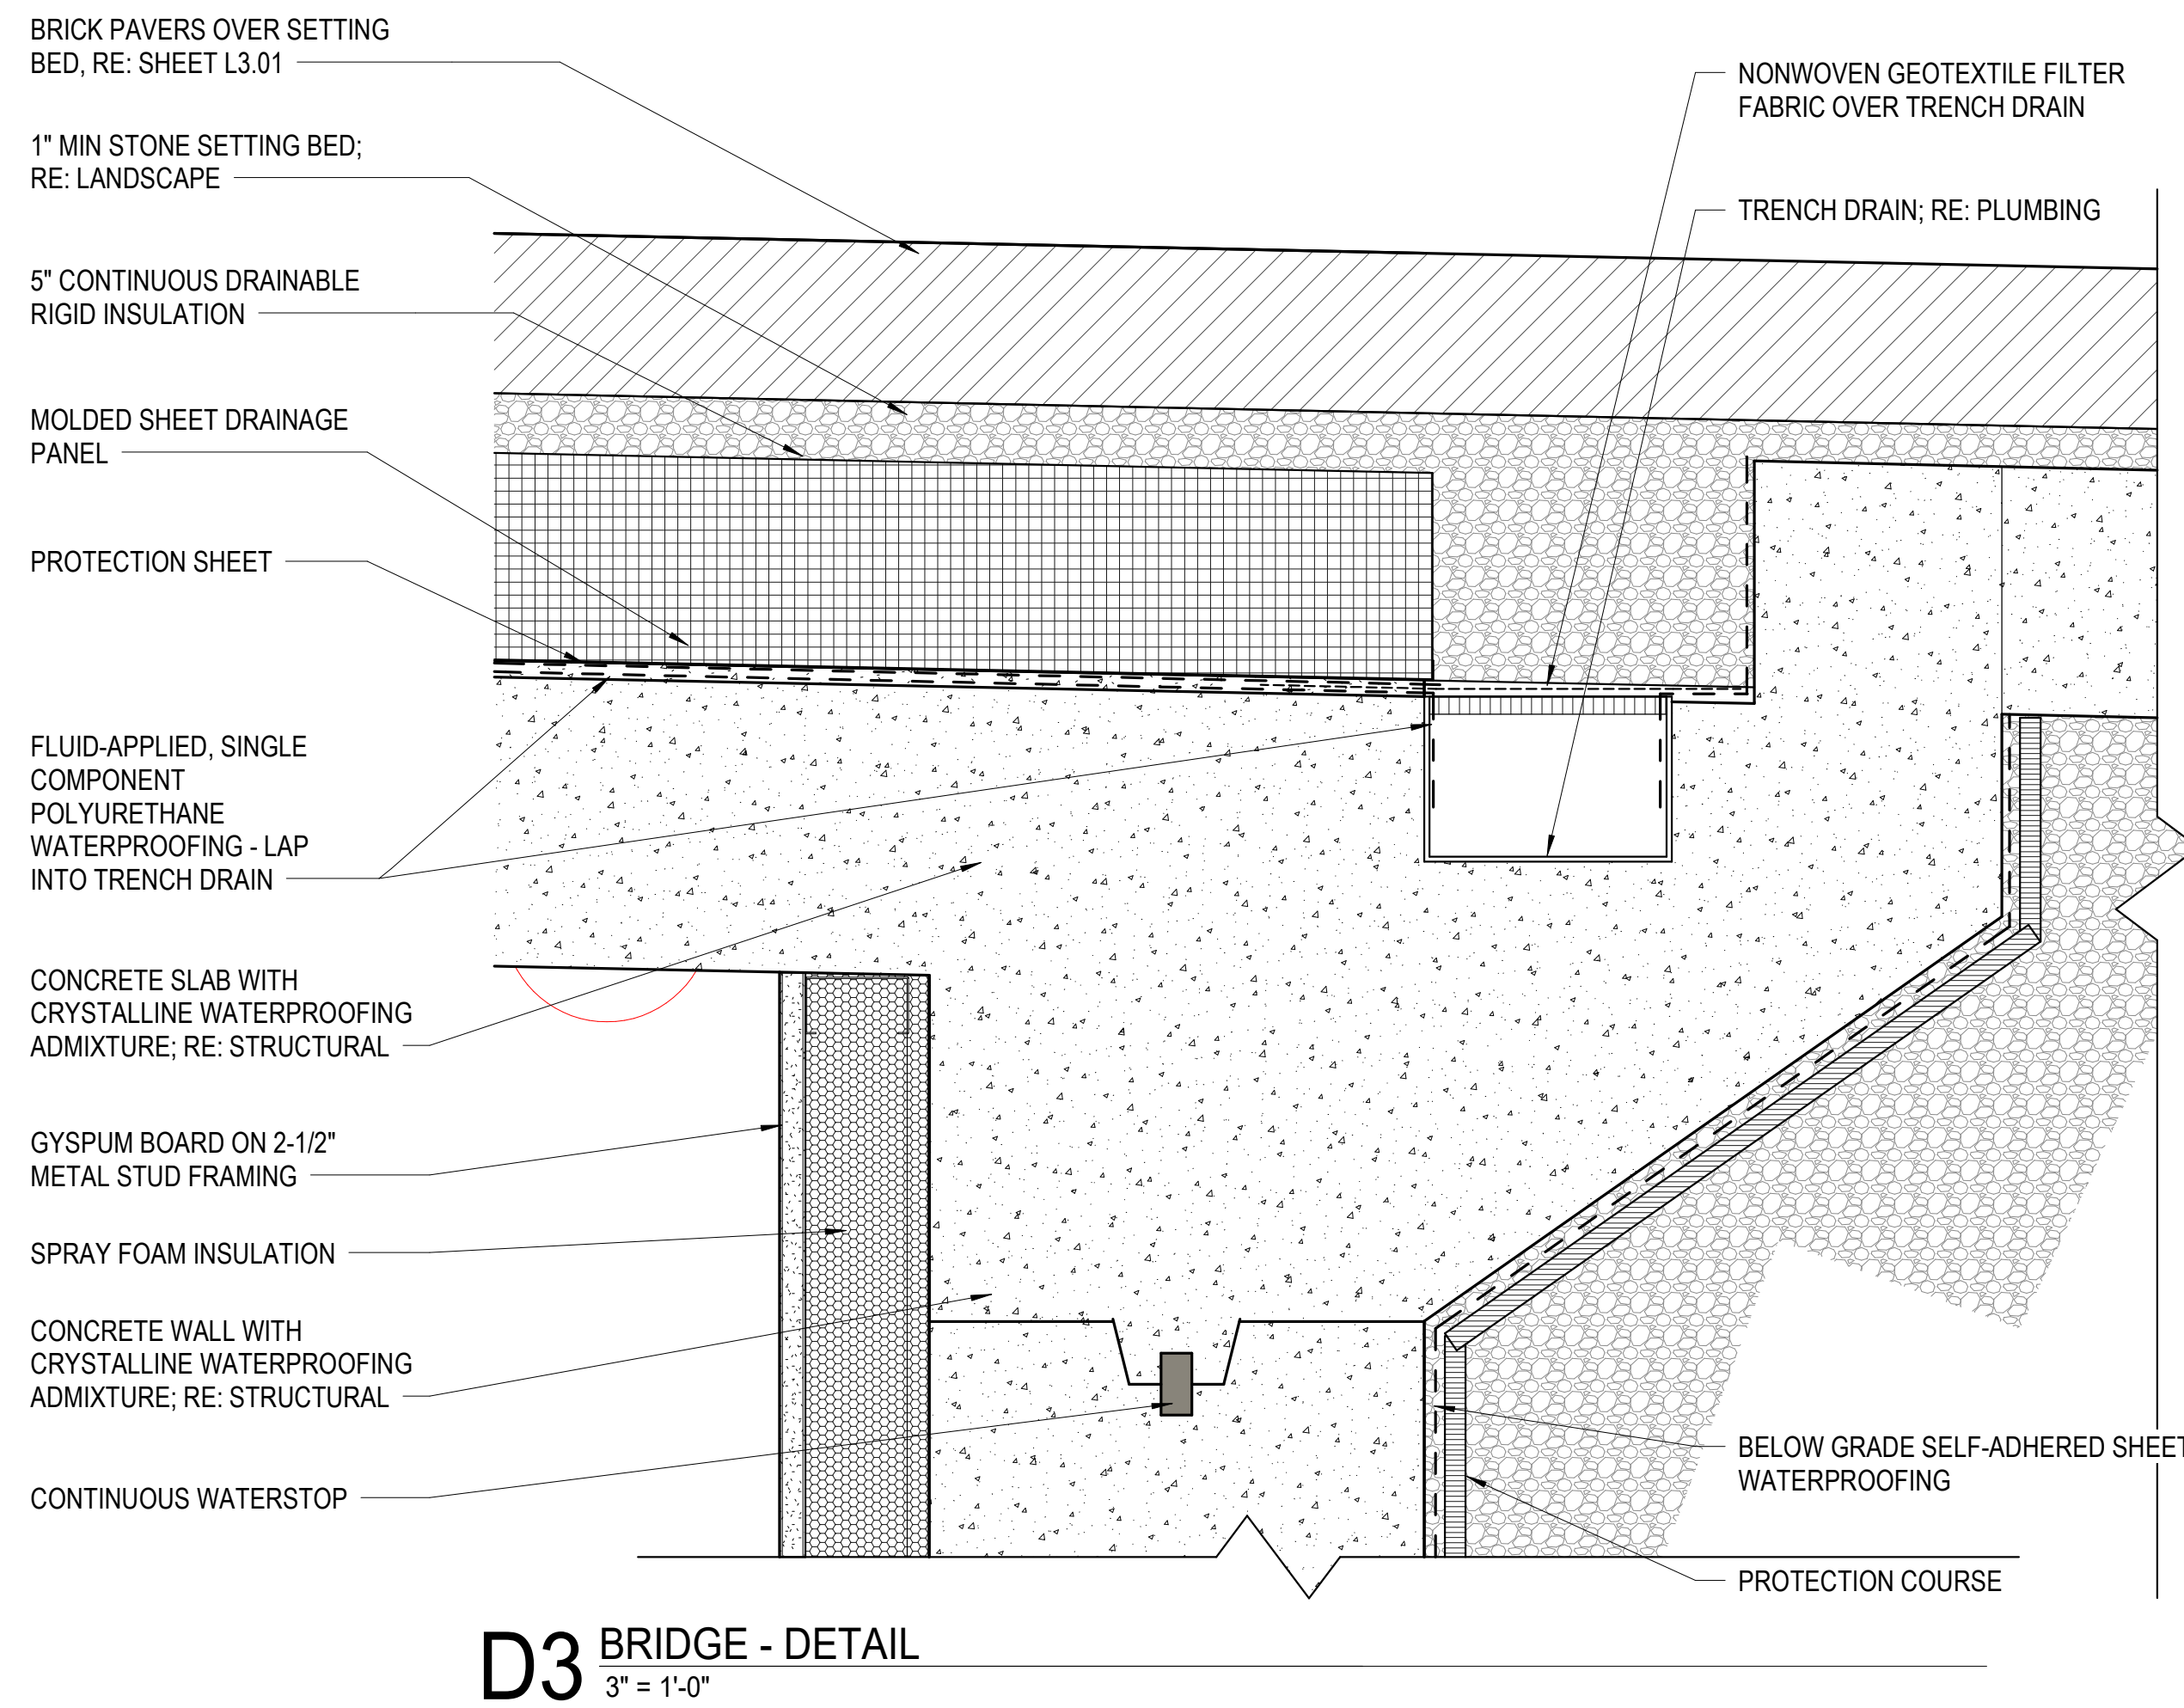 BRICK PAVERS OVER SETTING
BED, RE: SHEET L3.01
1" MIN STONE SETTING BED;
RE: LANDSCAPE
5" CONTINUOUS DRAINABLE
RIGID INSULATION
MOLDED SHEET DRAINAGE
PANEL
PROTECTION SHEET
FLUID-APPLIED, SINGLE
COMPONENT
POLYURETHANE
WATERPROOFING - LAP
INTO TRENCH DRAIN
CONCRETE SLAB WITH
CRYSTALLINE WATERPROOFING
ADMIXTURE; RE: STRUCTURAL
GYSPUM BOARD ON 2-1/2"
METAL STUD FRAMING
SPRAY FOAM INSULATION
CONCRETE WALL WITH
CRYSTALLINE WATERPROOFING
ADMIXTURE; RE: STRUCTURAL
CONTINUOUS WATERSTOP
NONWOVEN GEOTEXTILE FILTER
FABRIC OVER TRENCH DRAIN
TRENCH DRAIN; RE: PLUMBING
BELOW GRADE SELF-ADHERED SHEET
WATERPROOFING
PROTECTION COURSE
D3 BRIDGE - DETAIL
3" = 1'-0"